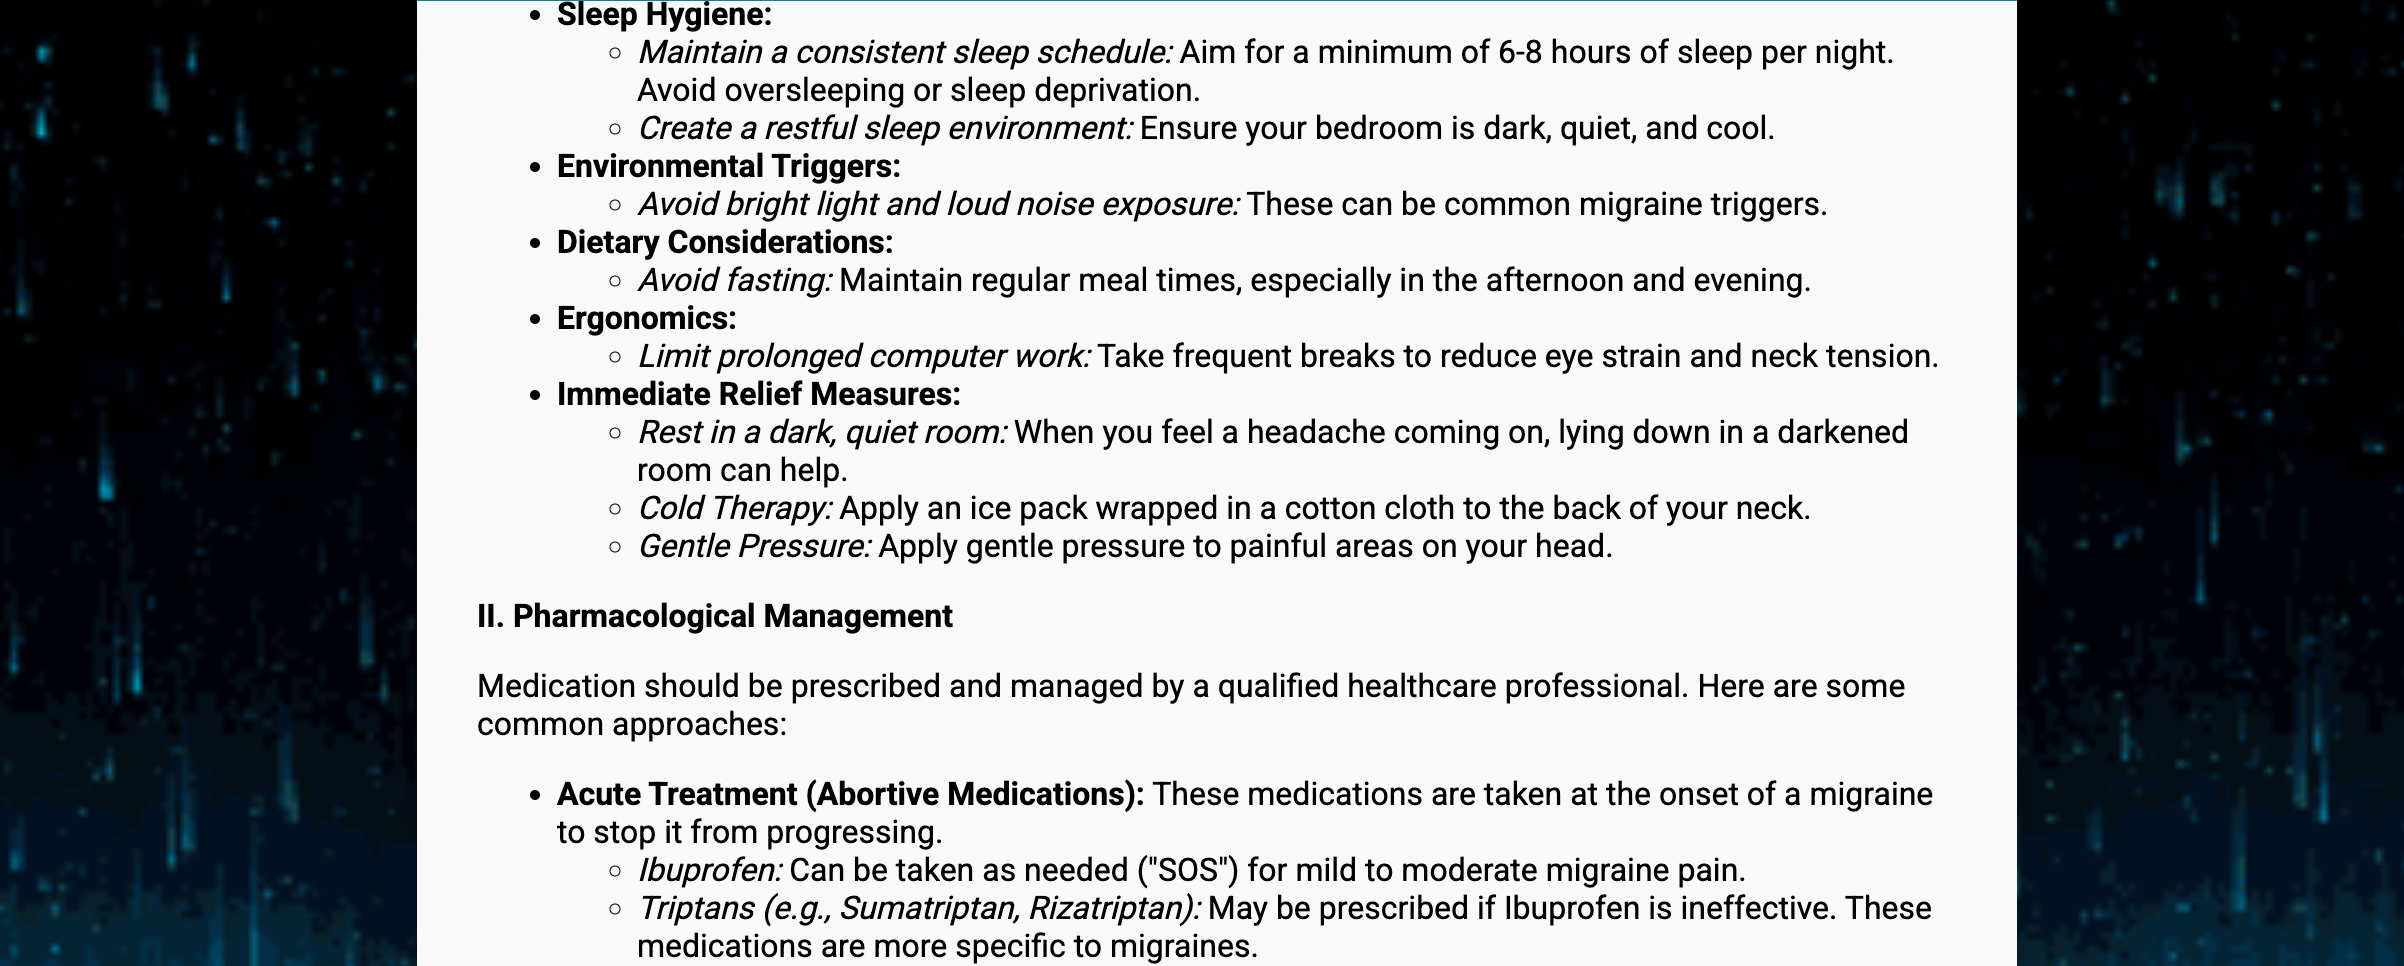 • Sleep Hygiene:
◦ Maintain a consistent sleep schedule: Aim for a minimum of 6-8 hours of sleep per night.
Avoid oversleeping or sleep deprivation.
◦ Create a restful sleep environment: Ensure your bedroom is dark, quiet, and cool.
• Environmental Triggers:
◦ Avoid bright light and loud noise exposure: These can be common migraine triggers.
• Dietary Considerations:
◦ Avoid fasting: Maintain regular meal times, especially in the afternoon and evening.
• Ergonomics:
◦ Limit prolonged computer work: Take frequent breaks to reduce eye strain and neck tension.
• Immediate Relief Measures:
◦ Rest in a dark, quiet room: When you feel a headache coming on, lying down in a darkened
room can help.
◦ Cold Therapy: Apply an ice pack wrapped in a cotton cloth to the back of your neck.
◦ Gentle Pressure: Apply gentle pressure to painful areas on your head.
II. Pharmacological Management
Medication should be prescribed and managed by a qualified healthcare professional. Here are some
common approaches:
• Acute Treatment (Abortive Medications): These medications are taken at the onset of a migraine
to stop it from progressing.
◦ Ibuprofen: Can be taken as needed ("SOS") for mild to moderate migraine pain.
◦ Triptans (e.g., Sumatriptan, Rizatriptan): May be prescribed if Ibuprofen is ineffective. These
medications are more specific to migraines.